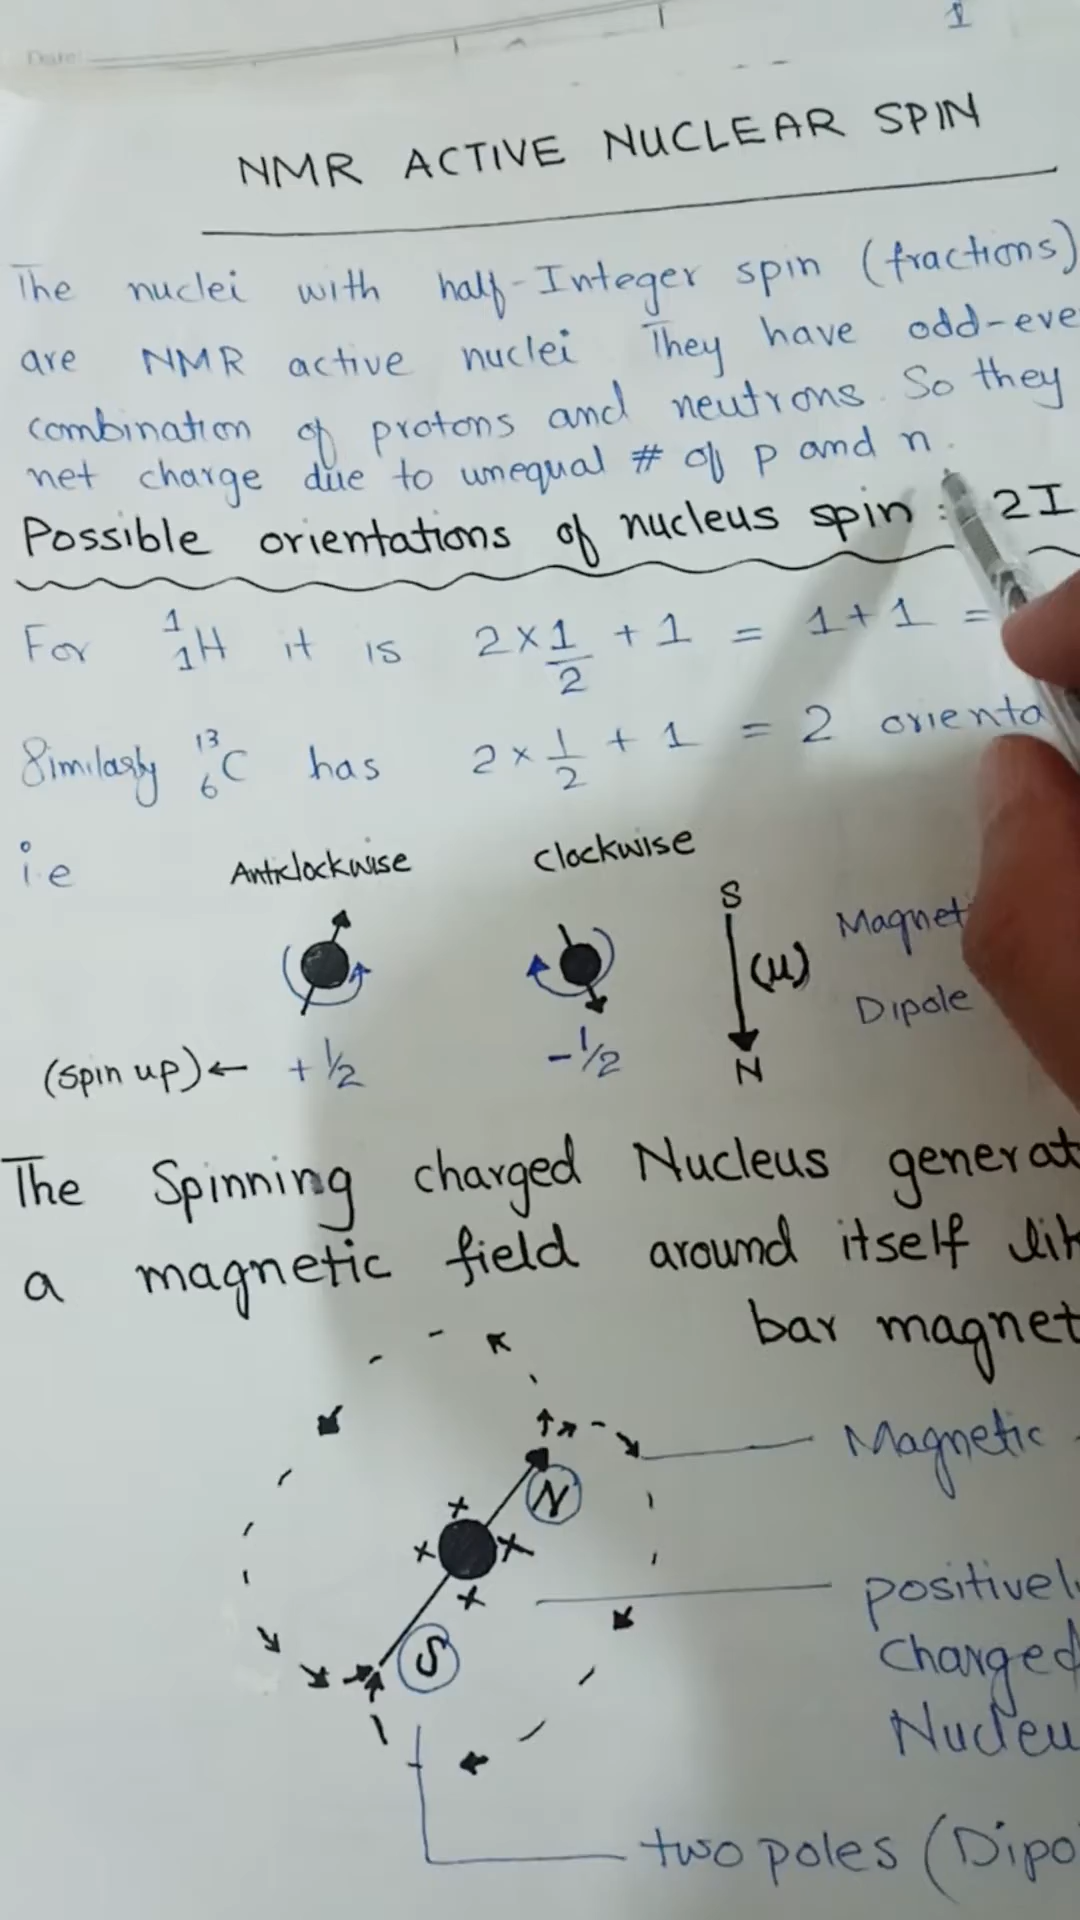 1
Date:
NMR ACTIVE NUCLEAR SPIN
The nuclei with half-Integer spin (fractions)
are NMR active nuclei They have odd-eve
combination of protons and neutrons. So they
net charge due to unequal # of p and n.
Possible orientations of nucleus spin : 2I
For ¹₁H it is 2×1/2 + 1 = 1+1 =
Similarly ¹³₆C has 2×1/2 + 1 = 2 orienta
i.e Anticlockwise Clockwise
S
(μ) Magnet
Dipole
(spin up)← +1/2 -1/2
N
The Spinning charged Nucleus generat
a magnetic field around itself lik
bar magnet
Magnetic
N
positivel
S
Charged
Nucleu
two poles (Dipo